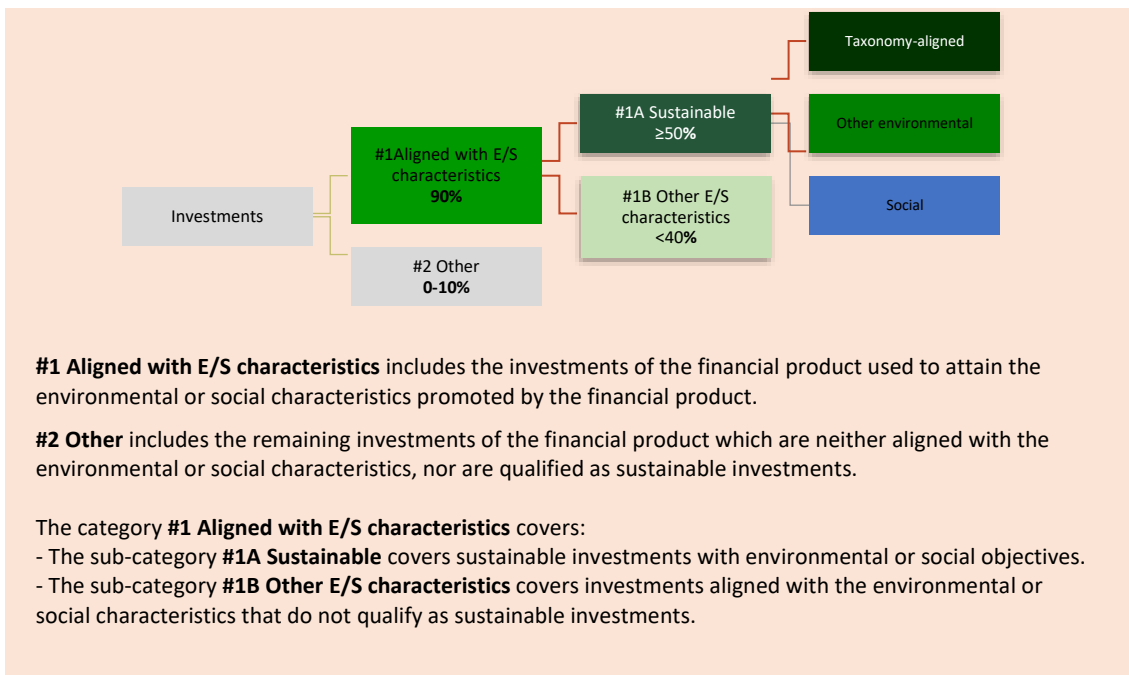 Taxonomy-aligned
#1A Sustainable
≥50%
Other environmental
#1Aligned with E/S
characteristics
90%
#1B Other E/S
characteristics
<40%
Investments
Social
#2 Other
0-10%
#1 Aligned with E/S characteristics includes the investments of the financial product used to attain the
environmental or social characteristics promoted by the financial product.
#2 Other includes the remaining investments of the financial product which are neither aligned with the
environmental or social characteristics, nor are qualified as sustainable investments.
The category #1 Aligned with E/S characteristics covers:
- The sub-category #1A Sustainable covers sustainable investments with environmental or social objectives.
- The sub-category #1B Other E/S characteristics covers investments aligned with the environmental or
social characteristics that do not qualify as sustainable investments.